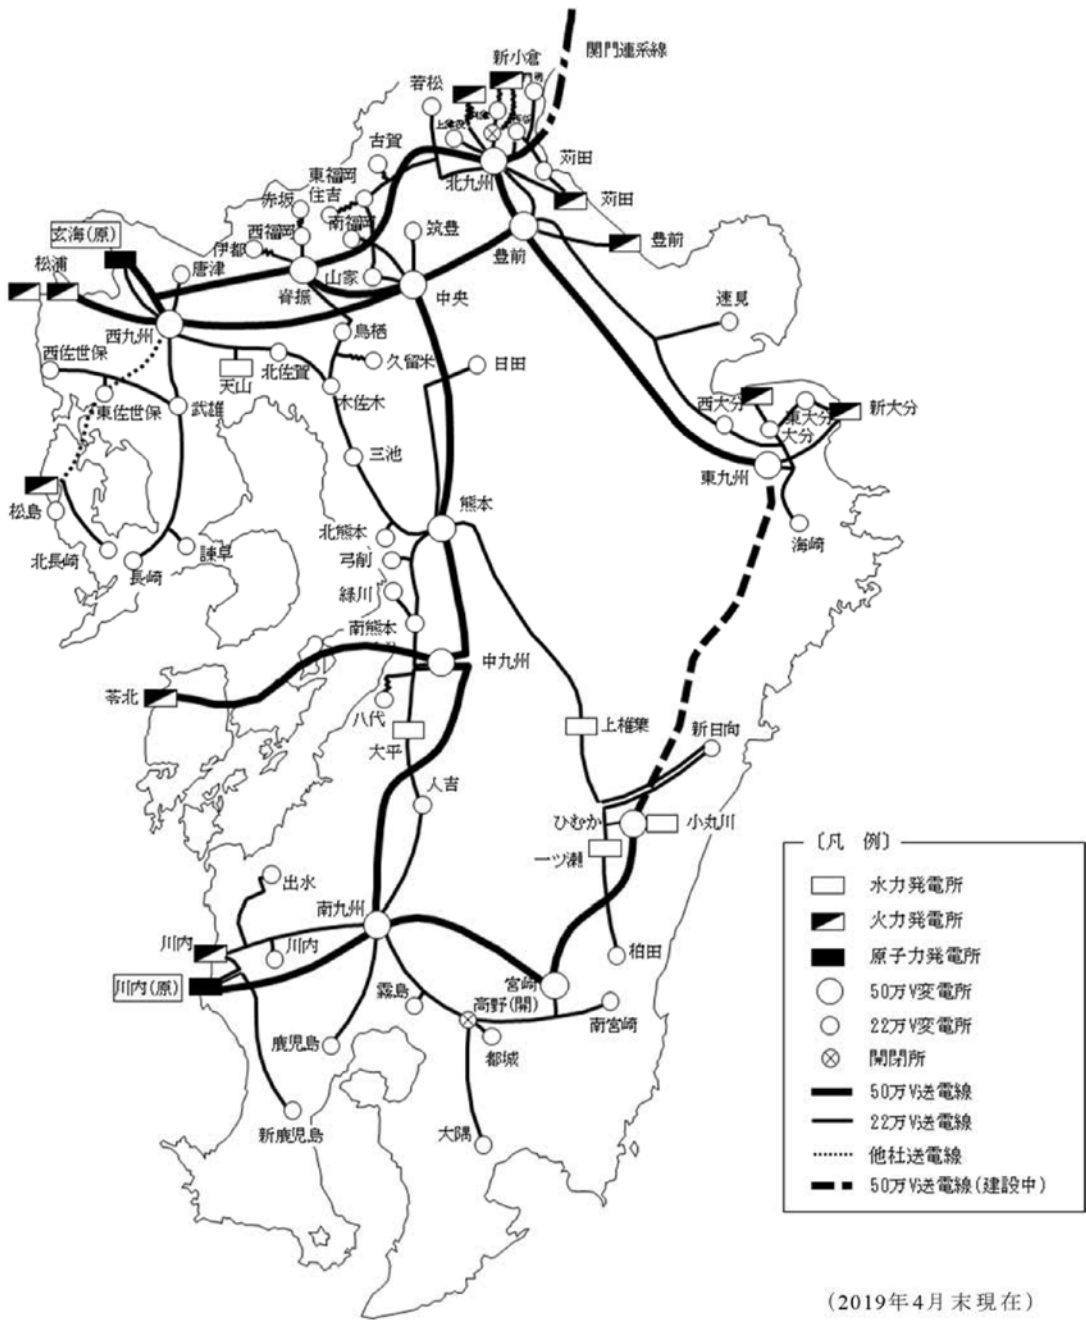 関門連系線
新小倉
若松
古賀
北九州
苅田
苅田
東福岡
住吉
赤坂
南福岡
西福岡
伊都
筑豊
豊前
豊前
玄海(原)
松浦
唐津
脊振
山家
中央
速見
西九州
鳥栖
久留米
日田
西佐世保
天山
北佐賀
木佐木
東佐世保
武雄
西大分
東大分
新大分
大分
三池
東九州
松島
熊本
北熊本
海崎
北長崎
長崎
諫早
弓削
緑川
南熊本
中九州
苓北
八代
大平
上椎葉
新日向
人吉
ひむか
小丸川
一ツ瀬
出水
南九州
川内
川内
柏田
川内(原)
宮崎
霧島
高野(開)
南宮崎
鹿児島
都城
新鹿児島
大隅
〔凡 例〕
水力発電所
火力発電所
原子力発電所
50万V変電所
22万V変電所
開閉所
50万V送電線
22万V送電線
他社送電線
50万V送電線(建設中)
(2019年4月末現在)